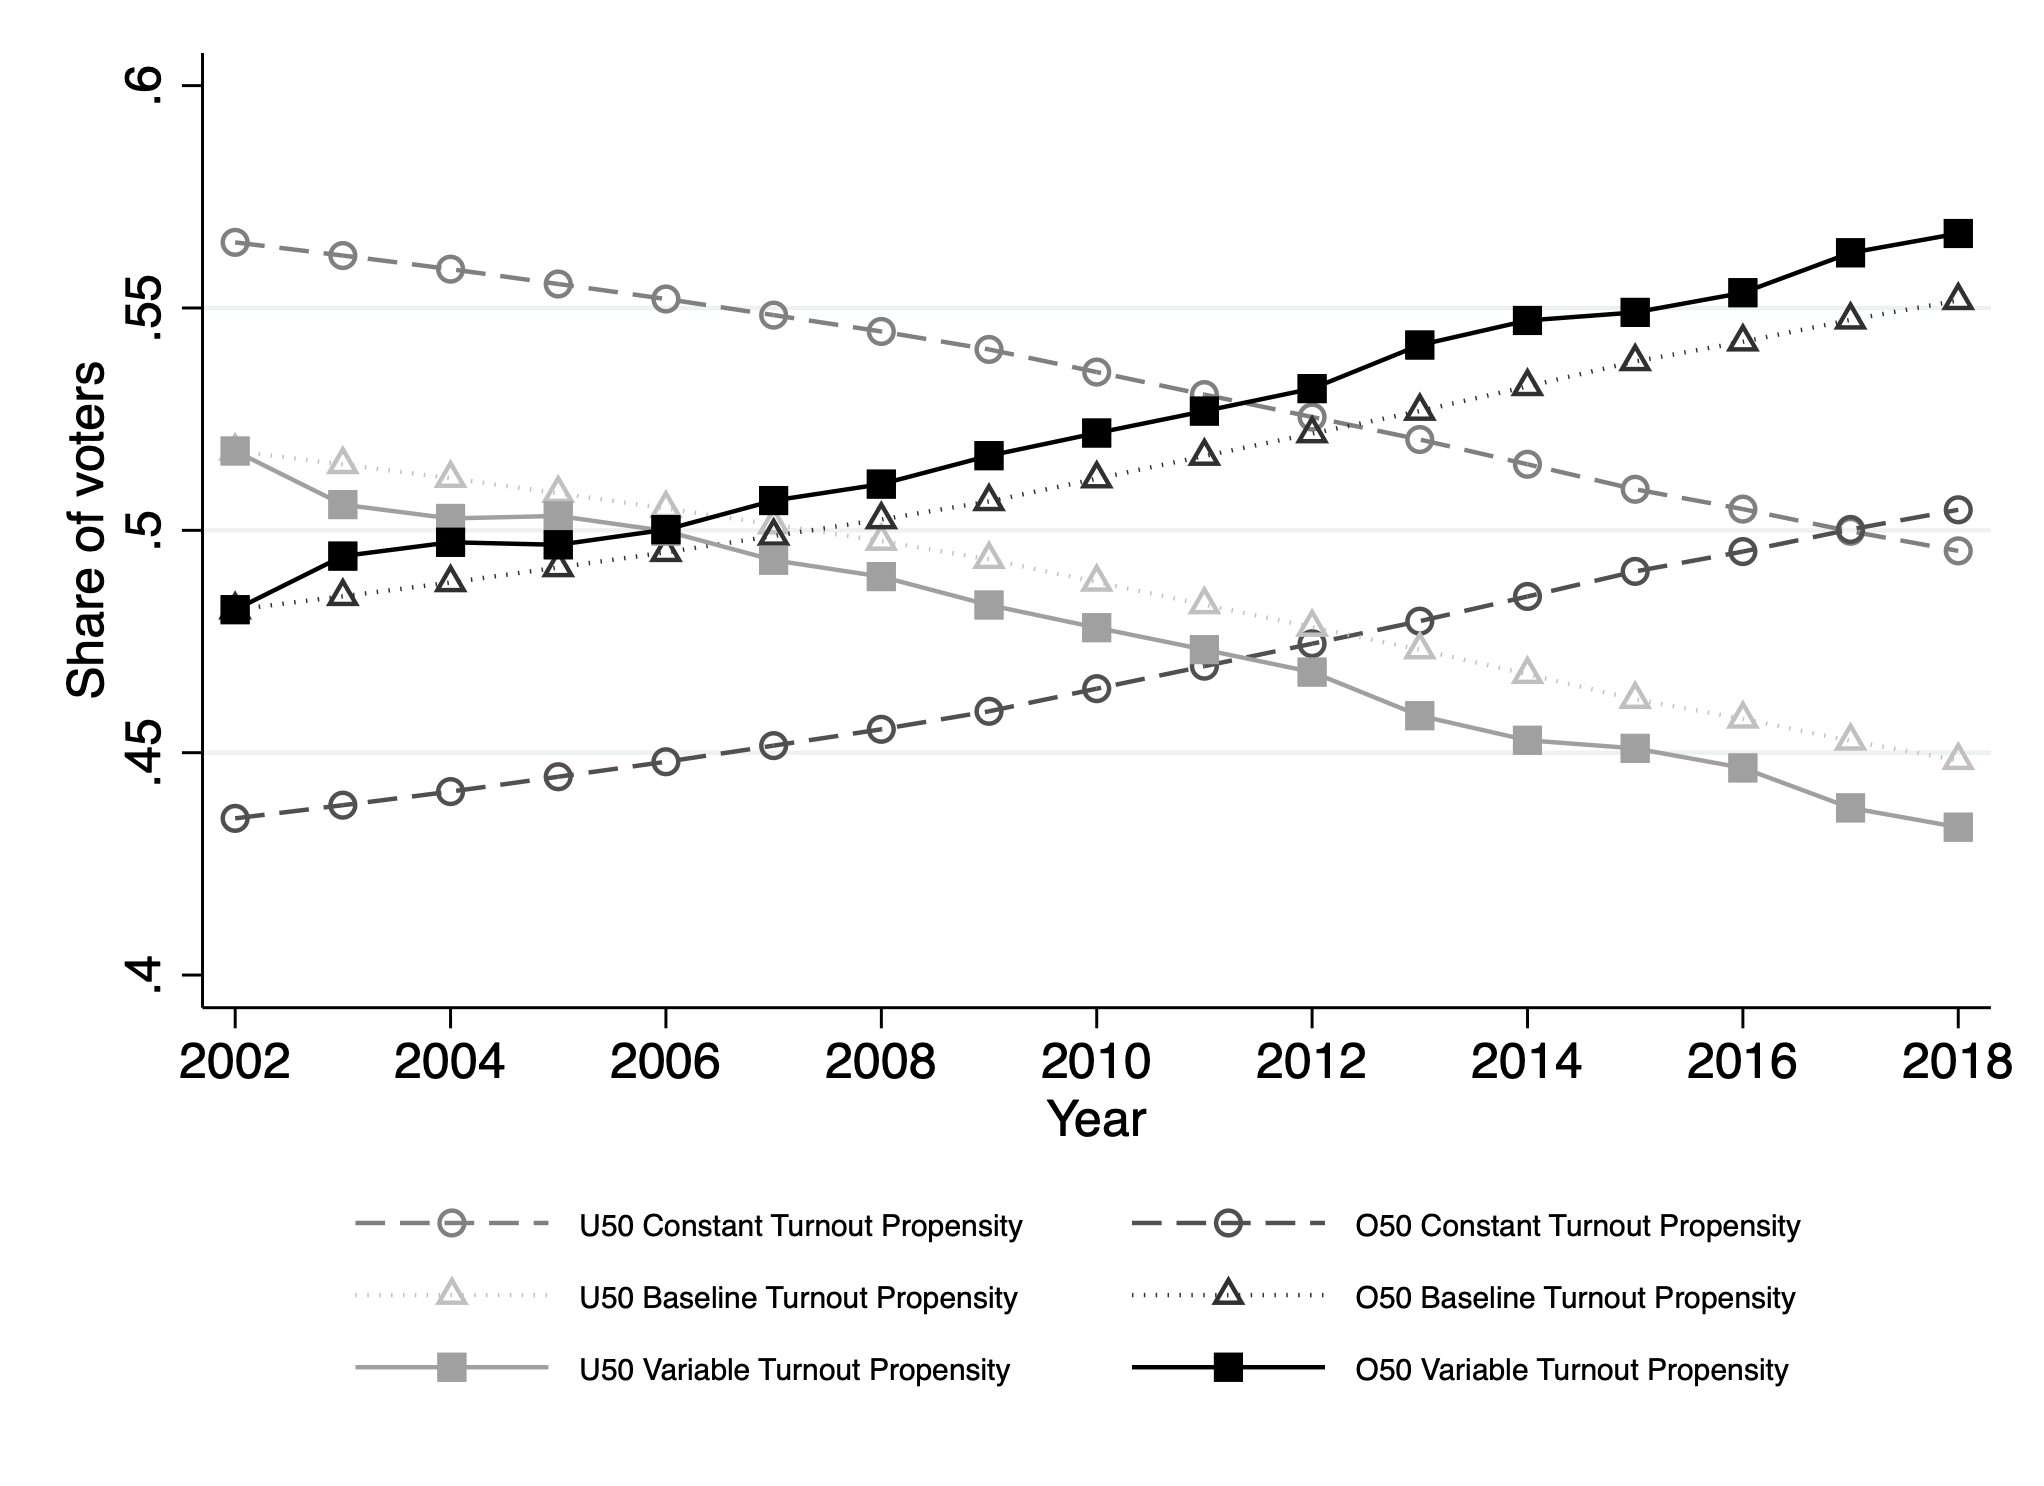 .6
.55
.5
.45
.4
Share of voters
2002 2004 2006 2008 2010 2012 2014 2016 2018
Year
U50 Constant Turnout Propensity O50 Constant Turnout Propensity
U50 Baseline Turnout Propensity O50 Baseline Turnout Propensity
U50 Variable Turnout Propensity O50 Variable Turnout Propensity